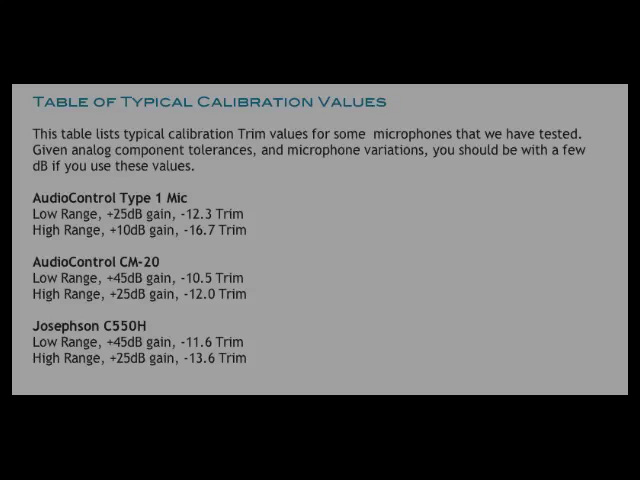 Table of Typical Calibration Values
This table lists typical calibration Trim values for some microphones that we have tested.
Given analog component tolerances, and microphone variations, you should be with a few
dB if you use these values.
AudioControl Type 1 Mic
Low Range, +25dB gain, -12.3 Trim
High Range, +10dB gain, -16.7 Trim
AudioControl CM-20
Low Range, +45dB gain, -10.5 Trim
High Range, +25dB gain, -12.0 Trim
Josephson C550H
Low Range, +45dB gain, -11.6 Trim
High Range, +25dB gain, -13.6 Trim